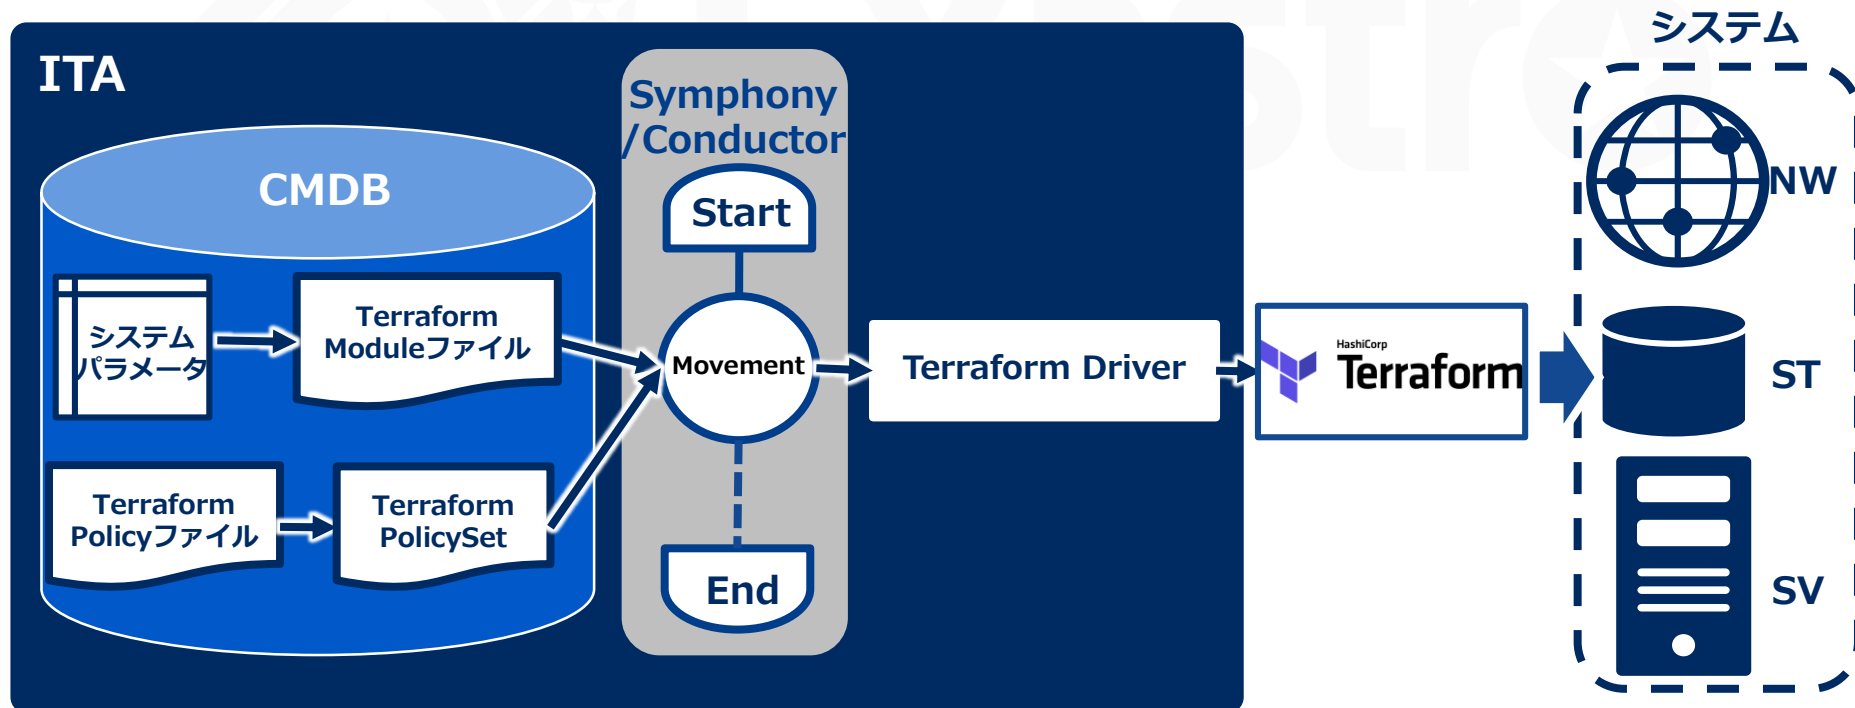 ITA
CMDB
システム
パラメータ
Terraform
Moduleファイル
Terraform
Policyファイル
Terraform
PolicySet
Symphony
/Conductor
Start
Movement
End
Terraform Driver
HashiCorp
Terraform
システム
NW
ST
SV